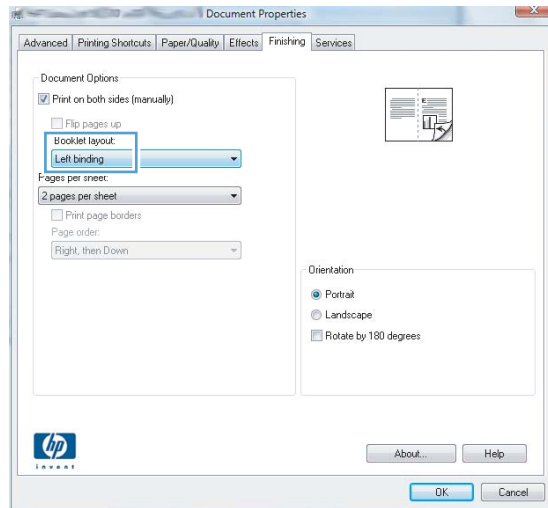 Document Properties
Advanced Printing Shortcuts Paper/Quality Effects Finishing Services
Document Options
Print on both sides (manually)
Flip pages up
Booklet layout:
Left binding
Pages per sheet:
2 pages per sheet
Print page borders
Page order:
Right, then Down
Orientation
Portrait
Landscape
Rotate by 180 degrees
hp
invent
About... Help
OK Cancel